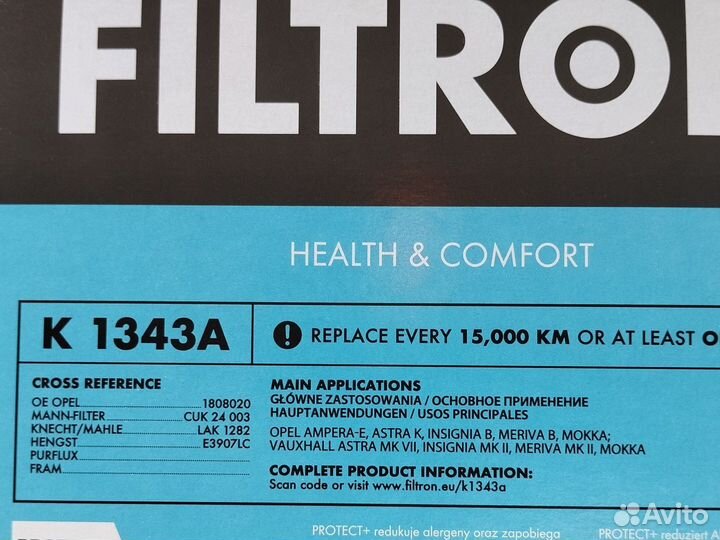 FILTRON
HEALTH & COMFORT
K 1343A
REPLACE EVERY 15,000 KM OR AT LEAST
CROSS REFERENCE
OE OPEL 1808020
MANN-FILTER CUK 24 003
KNECHT/MAHLE LAK 1282
HENGST E3907LC
PURFLUX
FRAM
MAIN APPLICATIONS
GŁÓWNE ZASTOSOWANIA / ОСНОВНОЕ ПРИМЕНЕНИЕ
HAUPTANWENDUNGEN / USOS PRINCIPALES
OPEL AMPERA-E, ASTRA K, INSIGNIA B, MERIVA B, MOKKA;
VAUXHALL ASTRA MK VII, INSIGNIA MK II, MERIVA MK II, MOKKA
COMPLETE PRODUCT INFORMATION:
Scan code or visit www.filtron.eu/k1343a
PROTECT+ redukuje alergeny oraz zapobiega
PROTECT+ reduziert
Avito